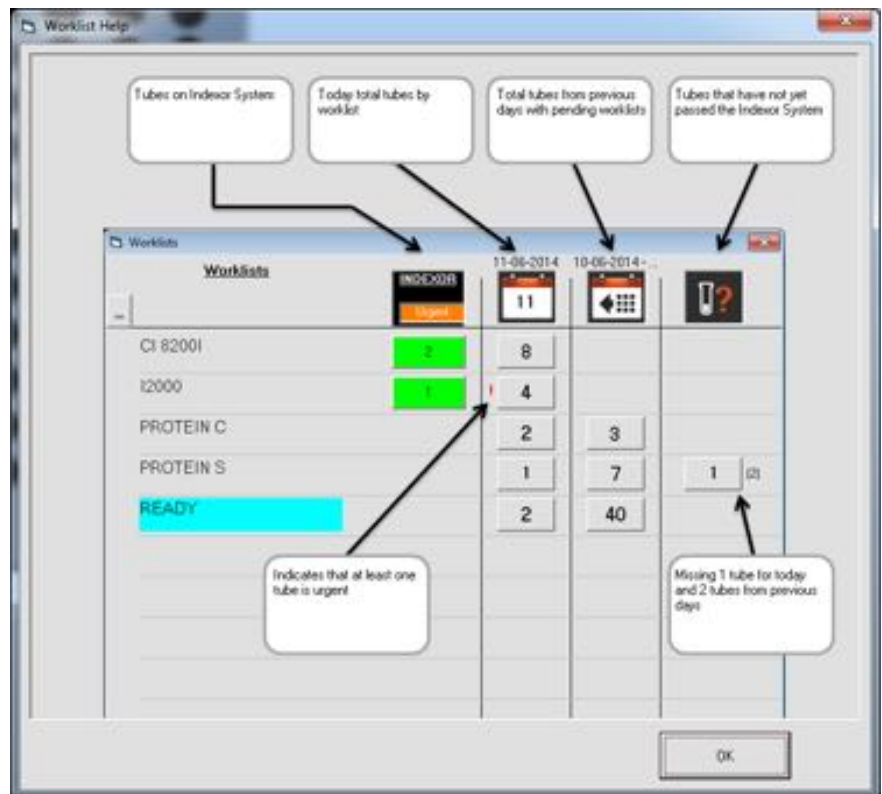 Worklist Help
Tubes on Indexor System
Today total tubes by
worklist
Total tubes from previous
days with pending worklists
Tubes that have not yet
passed the Indexor System
Worklists
Worklists
11-06-2014
10-06-2014-...
INDEXOR
Urgent
11
?
...
CI 8200I
2
8
I2000
1
!
4
PROTEIN C
2
3
PROTEIN S
1
7
1
(2)
READY
2
40
Indicates that at least one
tube is urgent
Missing 1 tube for today
and 2 tubes from previous
days
OK